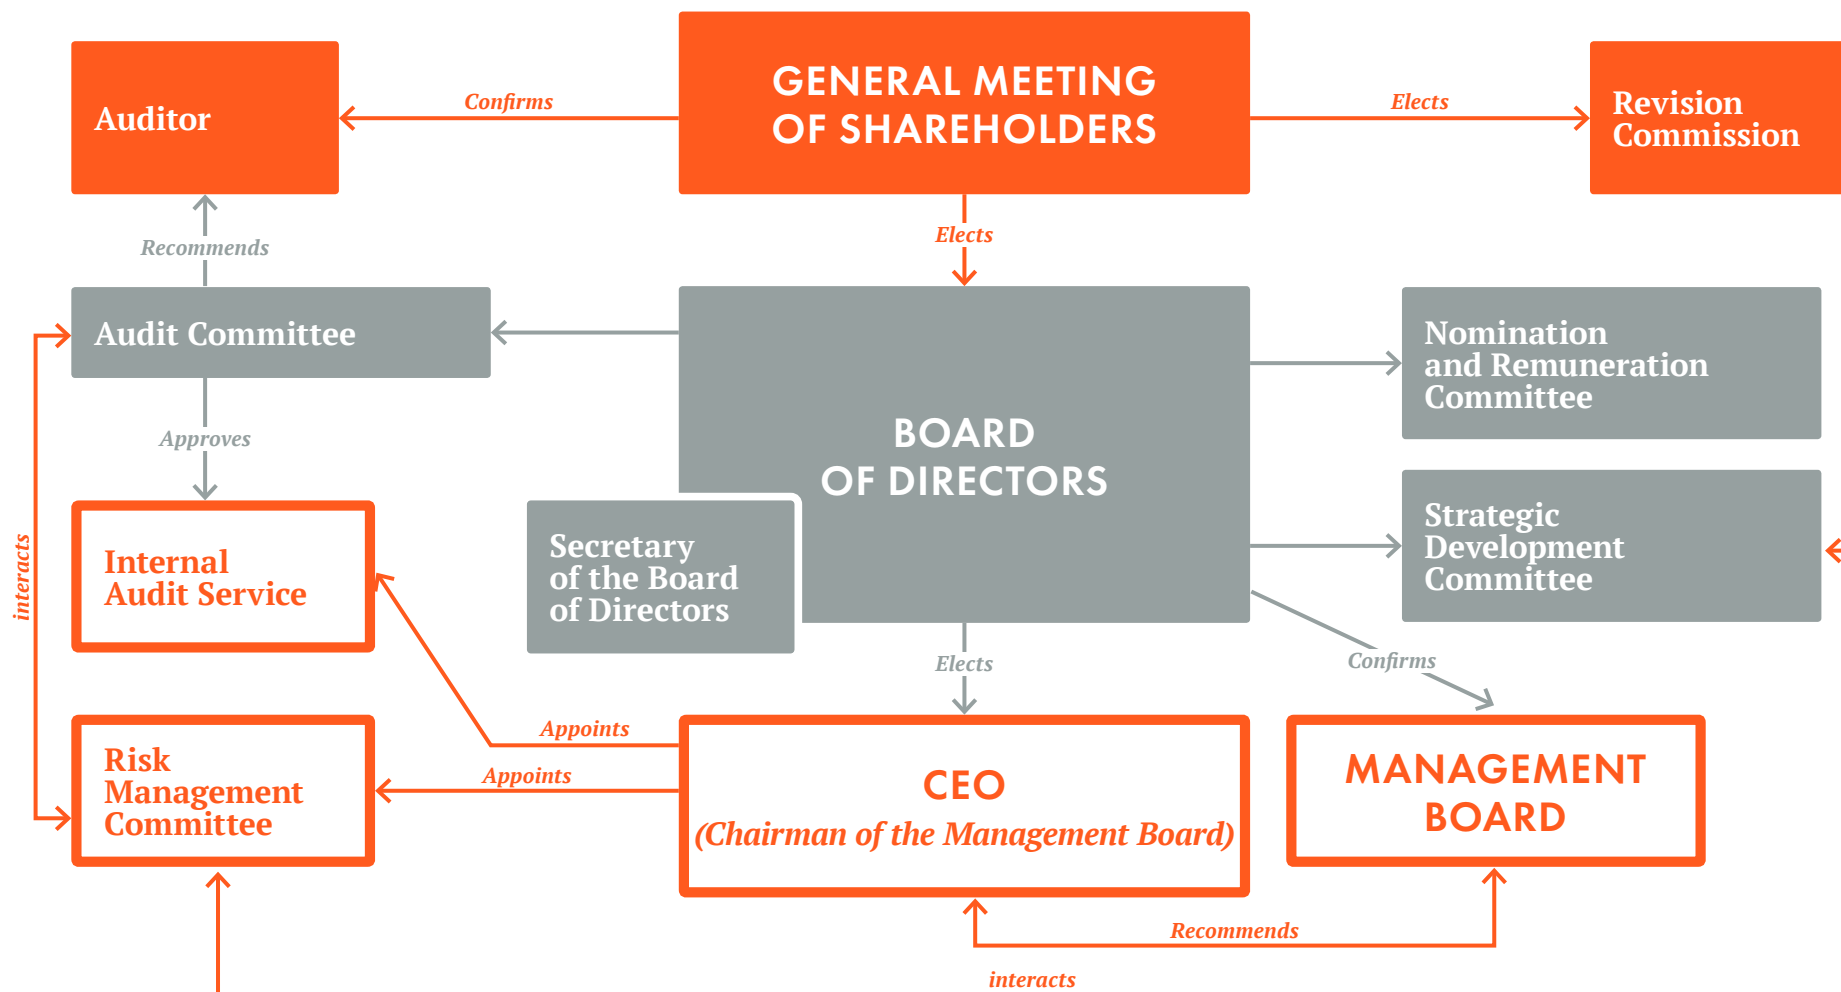 GENERAL MEETING
OF SHAREHOLDERS
Auditor
Confirms
Elects
Revision
Commission
Recommends
Elects
Audit Committee
Nomination
and Remuneration
Committee
BOARD
OF DIRECTORS
Approves
Strategic
Development
Committee
Secretary
of the Board
of Directors
Internal
Audit Service
interacts
Elects
Confirms
Appoints
Appoints
Risk
Management
Committee
CEO
(Chairman of the Management Board)
MANAGEMENT
BOARD
Recommends
interacts